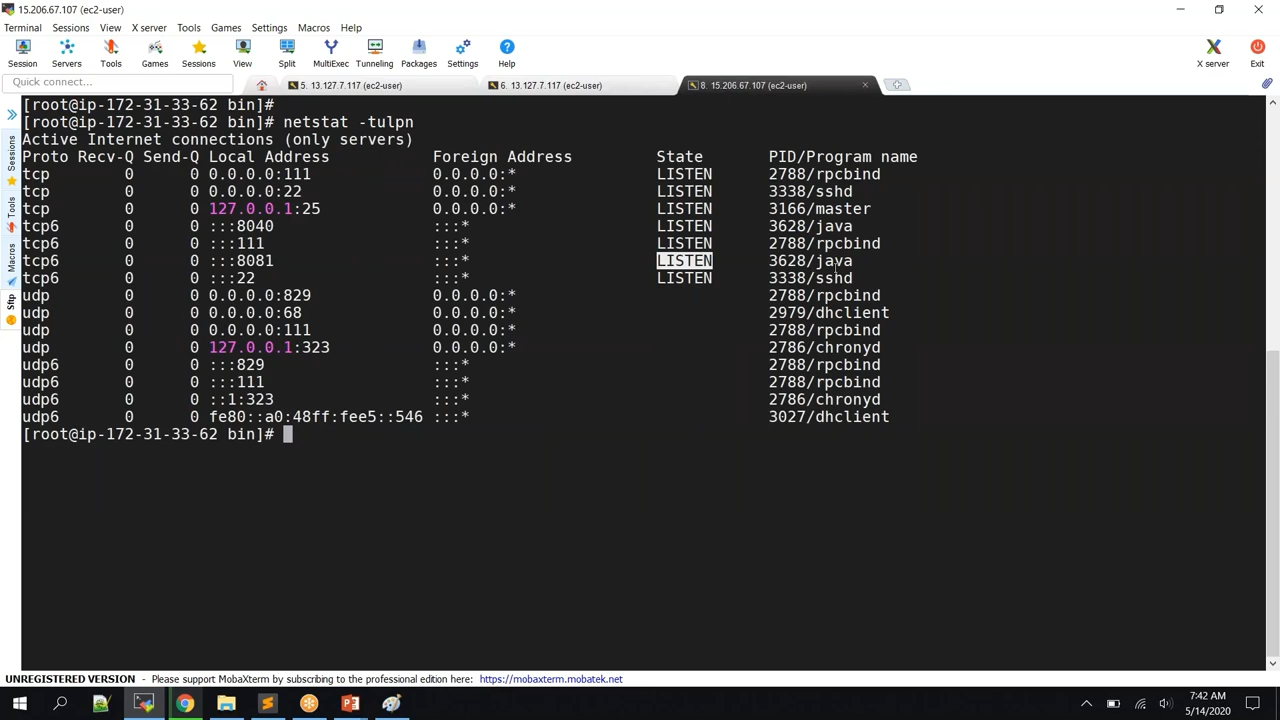 15.206.67.107 (ec2-user)
Terminal Sessions View X server Tools Games Settings Macros Help
Session Servers Tools Games Sessions View Split MultiExec Tunneling Packages Settings Help X server Exit
Quick connect... 5. 13.127.7.117 (ec2-user) 6. 13.127.7.117 (ec2-user) 8. 15.206.67.107 (ec2-user)
Sessions
Tools
Macros
Sftp
[root@ip-172-31-33-62 bin]#
[root@ip-172-31-33-62 bin]# netstat -tulpn
Active Internet connections (only servers)
Proto Recv-Q Send-Q Local Address Foreign Address State PID/Program name
tcp 0 0 0.0.0.0:111 0.0.0.0:* LISTEN 2788/rpcbind
tcp 0 0 0.0.0.0:22 0.0.0.0:* LISTEN 3338/sshd
tcp 0 0 127.0.0.1:25 0.0.0.0:* LISTEN 3166/master
tcp6 0 0 :::8040 :::* LISTEN 3628/java
tcp6 0 0 :::111 :::* LISTEN 2788/rpcbind
tcp6 0 0 :::8081 :::* LISTEN 3628/java
tcp6 0 0 :::22 :::* LISTEN 3338/sshd
udp 0 0 0.0.0.0:829 0.0.0.0:* 2788/rpcbind
udp 0 0 0.0.0.0:68 0.0.0.0:* 2979/dhclient
udp 0 0 0.0.0.0:111 0.0.0.0:* 2788/rpcbind
udp 0 0 127.0.0.1:323 0.0.0.0:* 2786/chronyd
udp6 0 0 :::829 :::* 2788/rpcbind
udp6 0 0 :::111 :::* 2788/rpcbind
udp6 0 0 ::1:323 :::* 2786/chronyd
udp6 0 0 fe80::a0:48ff:fee5::546 :::* 3027/dhclient
[root@ip-172-31-33-62 bin]#
UNREGISTERED VERSION - Please support MobaXterm by subscribing to the professional edition here: https://mobaxterm.mobatek.net
7:42 AM
5/14/2020